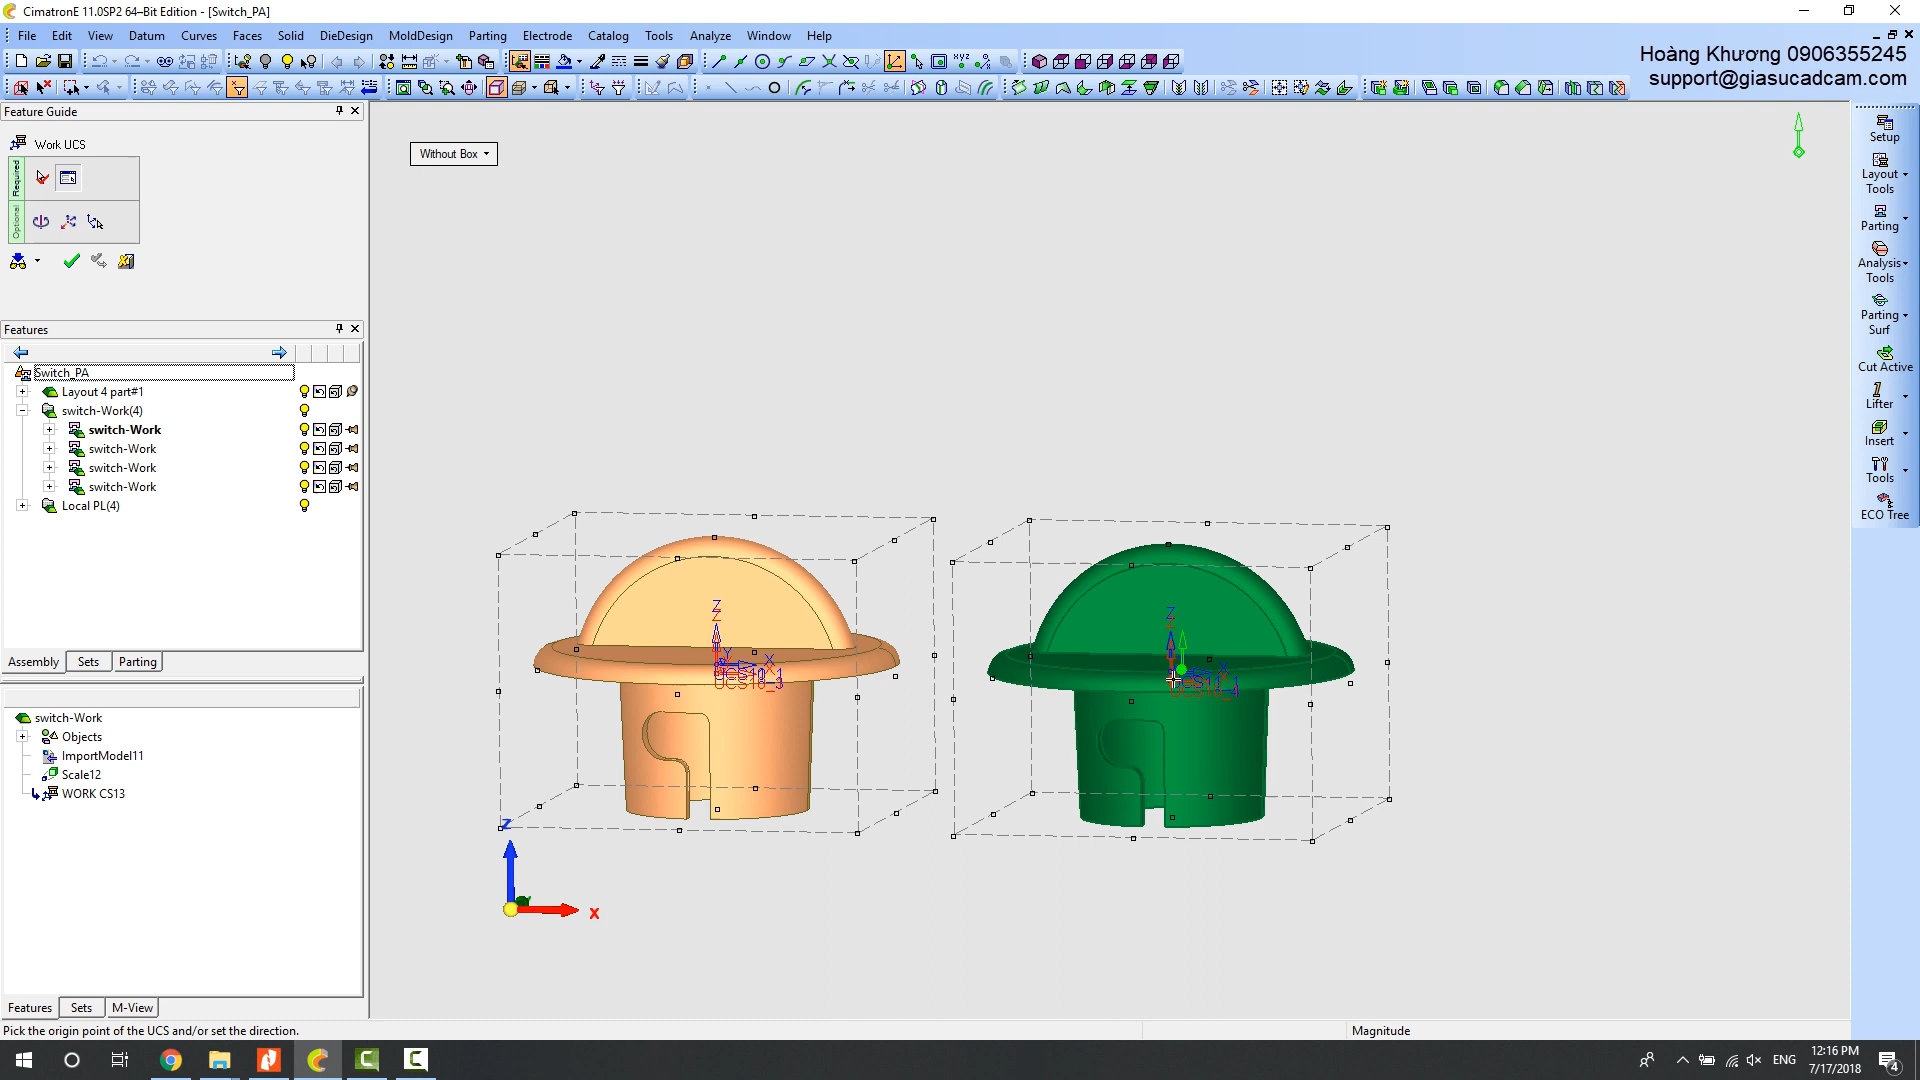 CimatronE 11.0SP2 64–Bit Edition - [Switch_PA]
File Edit View Datum Curves Faces Solid DieDesign MoldDesign Parting Electrode Catalog Tools Analyze Window Help
Hoàng Khương 0906355245
support@giasucadcam.com
Feature Guide
Work UCS
Required
Optional
Without Box
Features
Switch_PA
Layout 4 part#1
switch-Work(4)
switch-Work
switch-Work
switch-Work
switch-Work
Local PL(4)
Assembly Sets Parting
switch-Work
Objects
ImportModel11
Scale12
WORK CS13
Features Sets M-View
Z
X
Z
X
Z
X
Setup
Layout
Tools
Parting
Analysis
Tools
Parting
Surf
Cut Active
Lifter
Insert
Tools
ECO Tree
Pick the origin point of the UCS and/or set the direction.
Magnitude
ENG
12:16 PM
7/17/2018
4